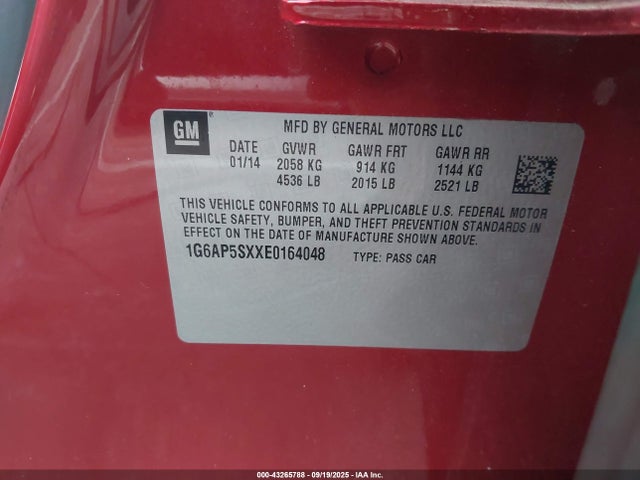 GM®
MFD BY GENERAL MOTORS LLC
DATE GVWR GAWR FRT GAWR RR
01/14 2058 KG 914 KG 1144 KG
4536 LB 2015 LB 2521 LB
THIS VEHICLE CONFORMS TO ALL APPLICABLE U.S. FEDERAL MOTOR
VEHICLE SAFETY, BUMPER, AND THEFT PREVENTION STANDARDS IN
EFFECT ON THE DATE OF MANUFACTURE SHOWN ABOVE.
1G6AP5SXXE0164048 TYPE: PASS CAR
000-43265788 - 09/19/2025 - IAA Inc.